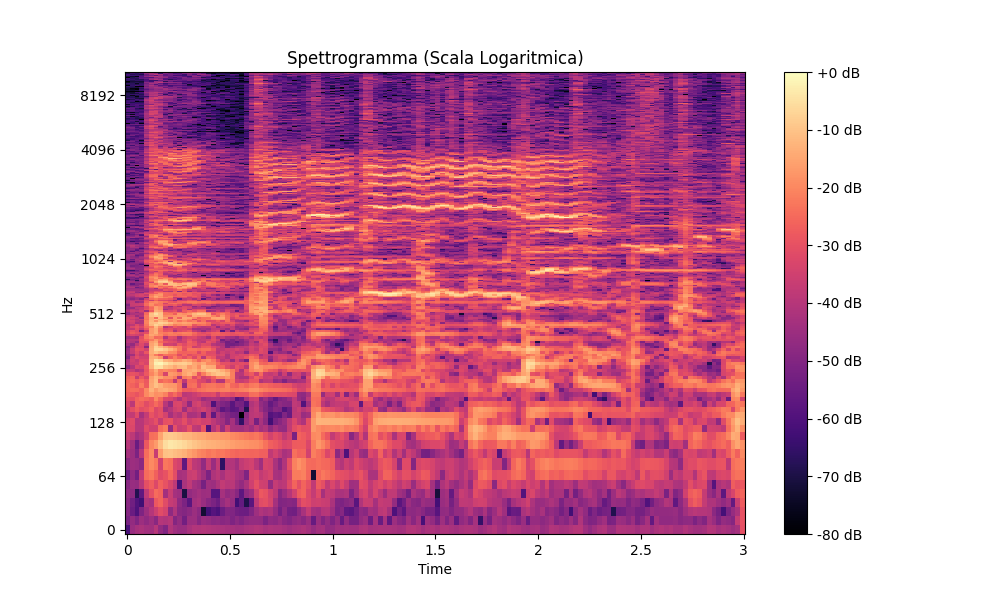 Spettrogramma (Scala Logaritmica)
Hz
8192
4096
2048
1024
512
256
128
64
0
0
0.5
1
1.5
2
2.5
3
Time
+0 dB
-10 dB
-20 dB
-30 dB
-40 dB
-50 dB
-60 dB
-70 dB
-80 dB